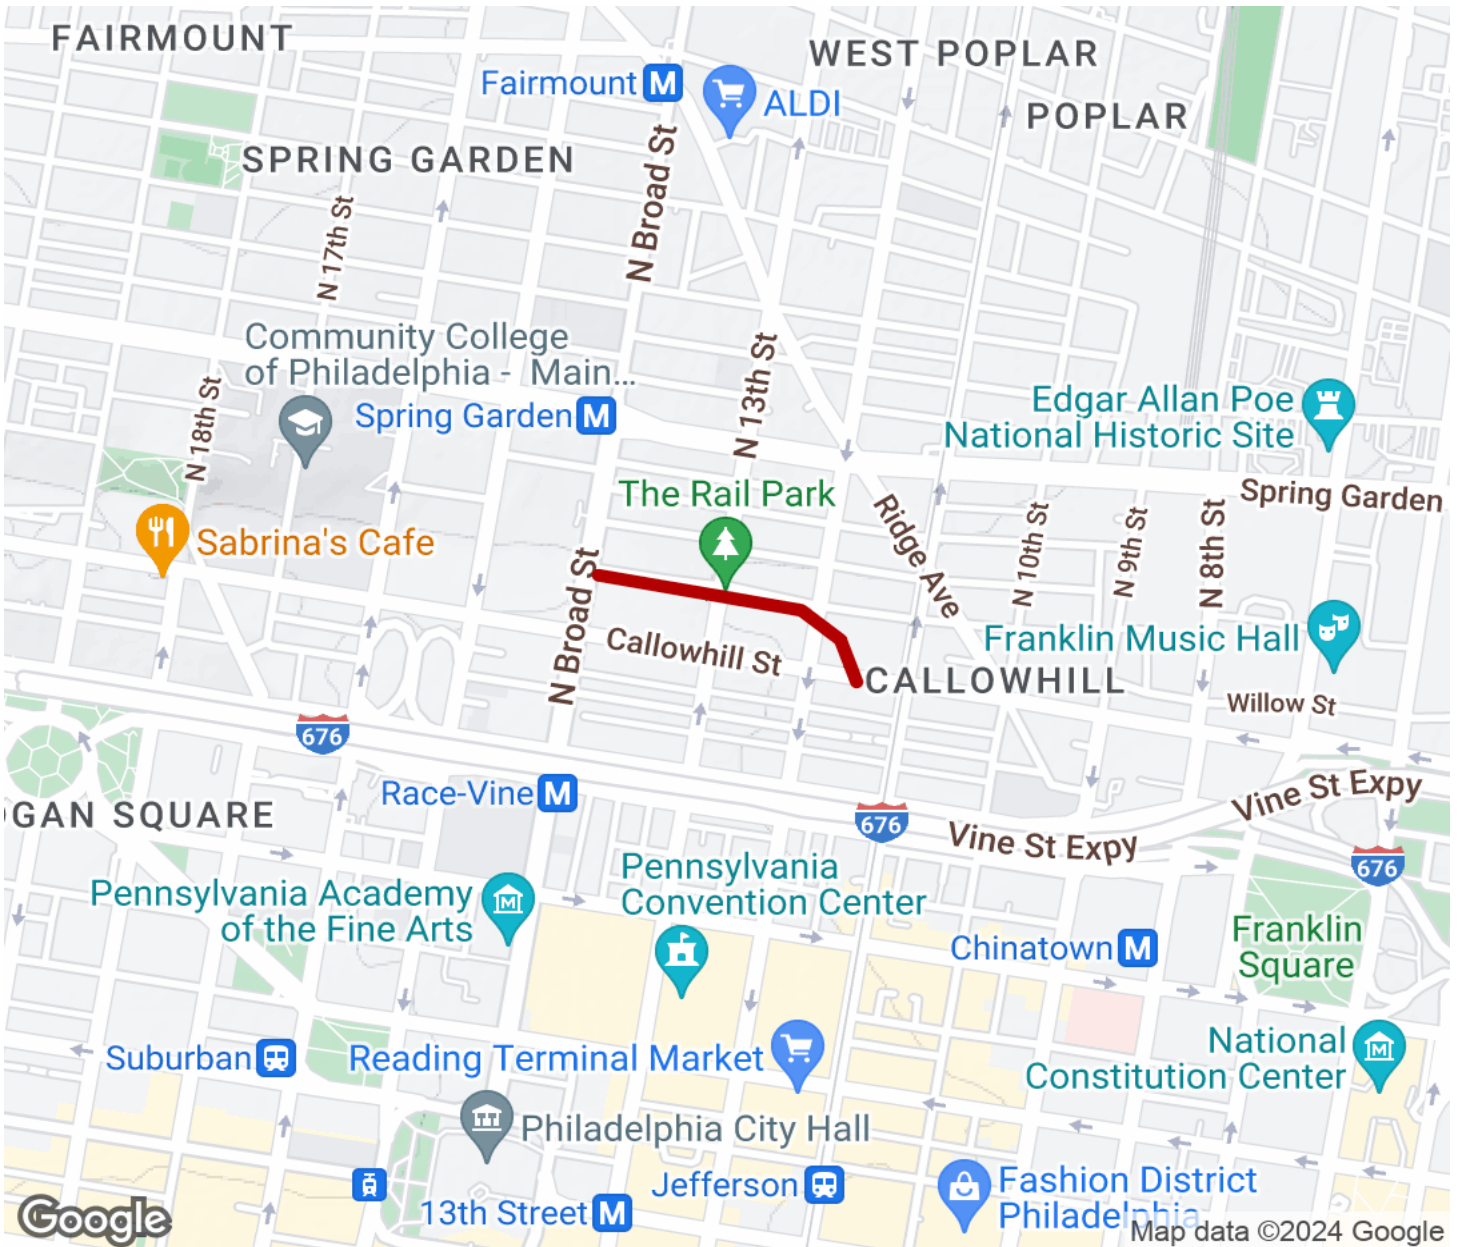 FAIRMOUNT
WEST POPLAR
Fairmount M
ALDI
POPLAR
SPRING GARDEN
N Broad St
N 17th St
Community College
of Philadelphia - Main...
N 13th St
N 18th St
Spring Garden M
Edgar Allan Poe
National Historic Site
The Rail Park
Spring Garden
Ridge Ave
N 10th St
N 9th St
N 8th St
Sabrina's Cafe
N Broad St
Callowhill St
Franklin Music Hall
CALLOWHILL
Willow St
676
Race-Vine M
OGAN SQUARE
Vine St Expy
676
Vine St Expy
676
Pennsylvania
Convention Center
Pennsylvania Academy
of the Fine Arts
Chinatown M
Franklin
Square
Suburban
Reading Terminal Market
National
Constitution Center
Philadelphia City Hall
Jefferson
Fashion District
Philadelphia
13th Street M
Google
Map data ©2024 Google